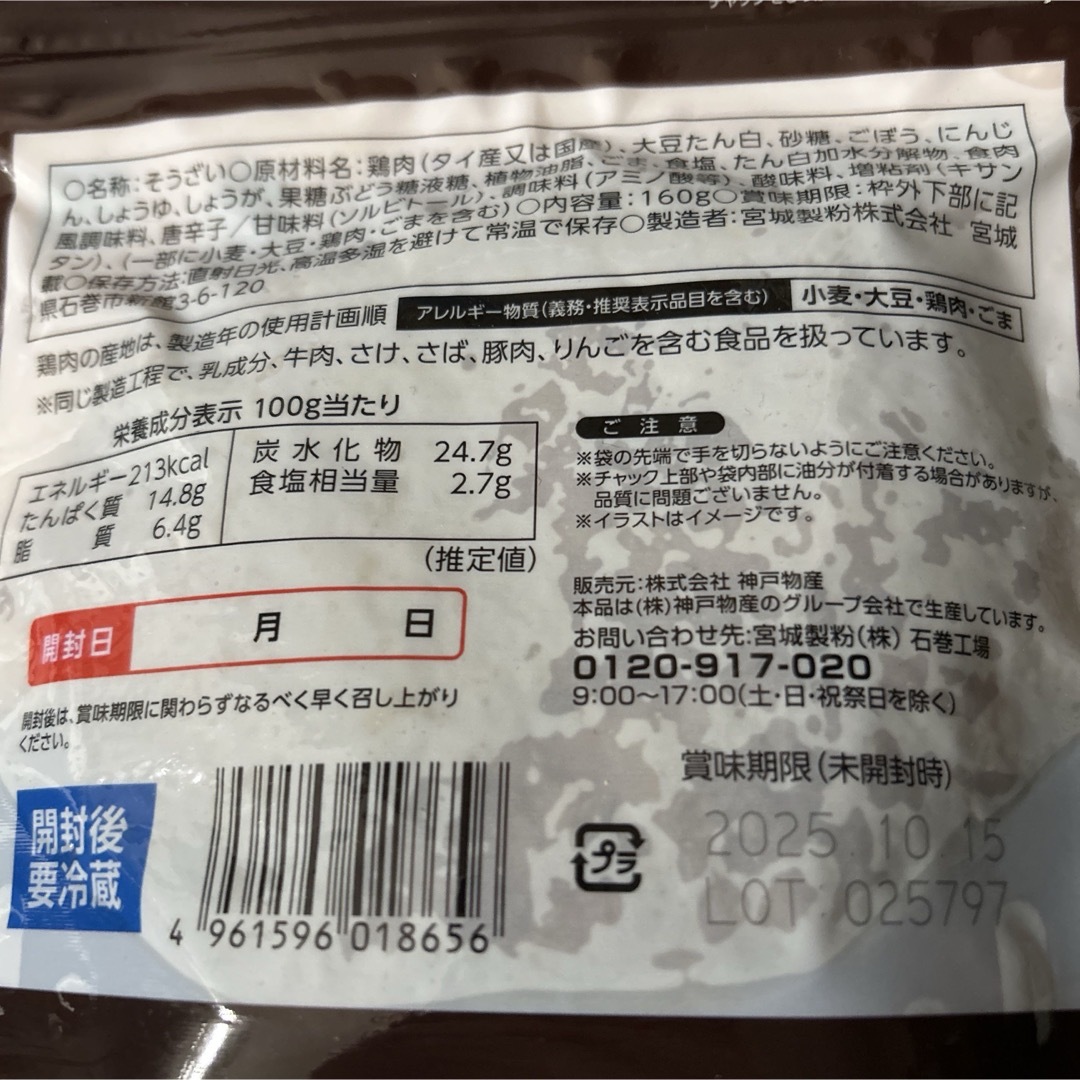 ○名称:そうざい○原材料名:鶏肉(タイ産又は国産)、大豆たん白、砂糖、ごぼう、にんじ
ん、しょうゆ、しょうが、果糖ぶどう糖液糖、植物油脂、ごま、食塩、たん白加水分解物、食肉
風調味料、唐辛子/甘味料(ソルビトール)、調味料(アミノ酸等)、酸味料、増粘剤(キサン
タン)、(一部に小麦・大豆・鶏肉・ごまを含む)○内容量:160g○賞味期限:枠外下部に記
載○保存方法:直射日光、高温多湿を避けて常温で保存○製造者:宮城製粉株式会社 宮城
県石巻市新館3-6-120
鶏肉の産地は、製造年の使用計画順
アレルギー物質(義務・推奨表示品目を含む) 小麦・大豆・鶏肉・ごま
※同じ製造工程で、乳成分、牛肉、さけ、さば、豚肉、りんごを含む食品を扱っています。
栄養成分表示 100g当たり
エネルギー213kcal
たんぱく質 14.8g
脂質 6.4g
炭水化物 24.7g
食塩相当量 2.7g
(推定値)
ご注意
※袋の先端で手を切らないようにご注意ください。
※チャック上部や袋内部に油分が付着する場合がありますが、
品質に問題ございません。
※イラストはイメージです。
販売元:株式会社 神戸物産
本品は(株)神戸物産のグループ会社で生産しています。
お問い合わせ先:宮城製粉(株) 石巻工場
0120-917-020
9:00～17:00(土・日・祝祭日を除く)
開封日 月 日
開封後は、賞味期限に関わらずなるべく早く召し上がり
ください。
開封後
要冷蔵
4 961596 018656
プラ
賞味期限(未開封時)
2025.10.15
LOT 025797